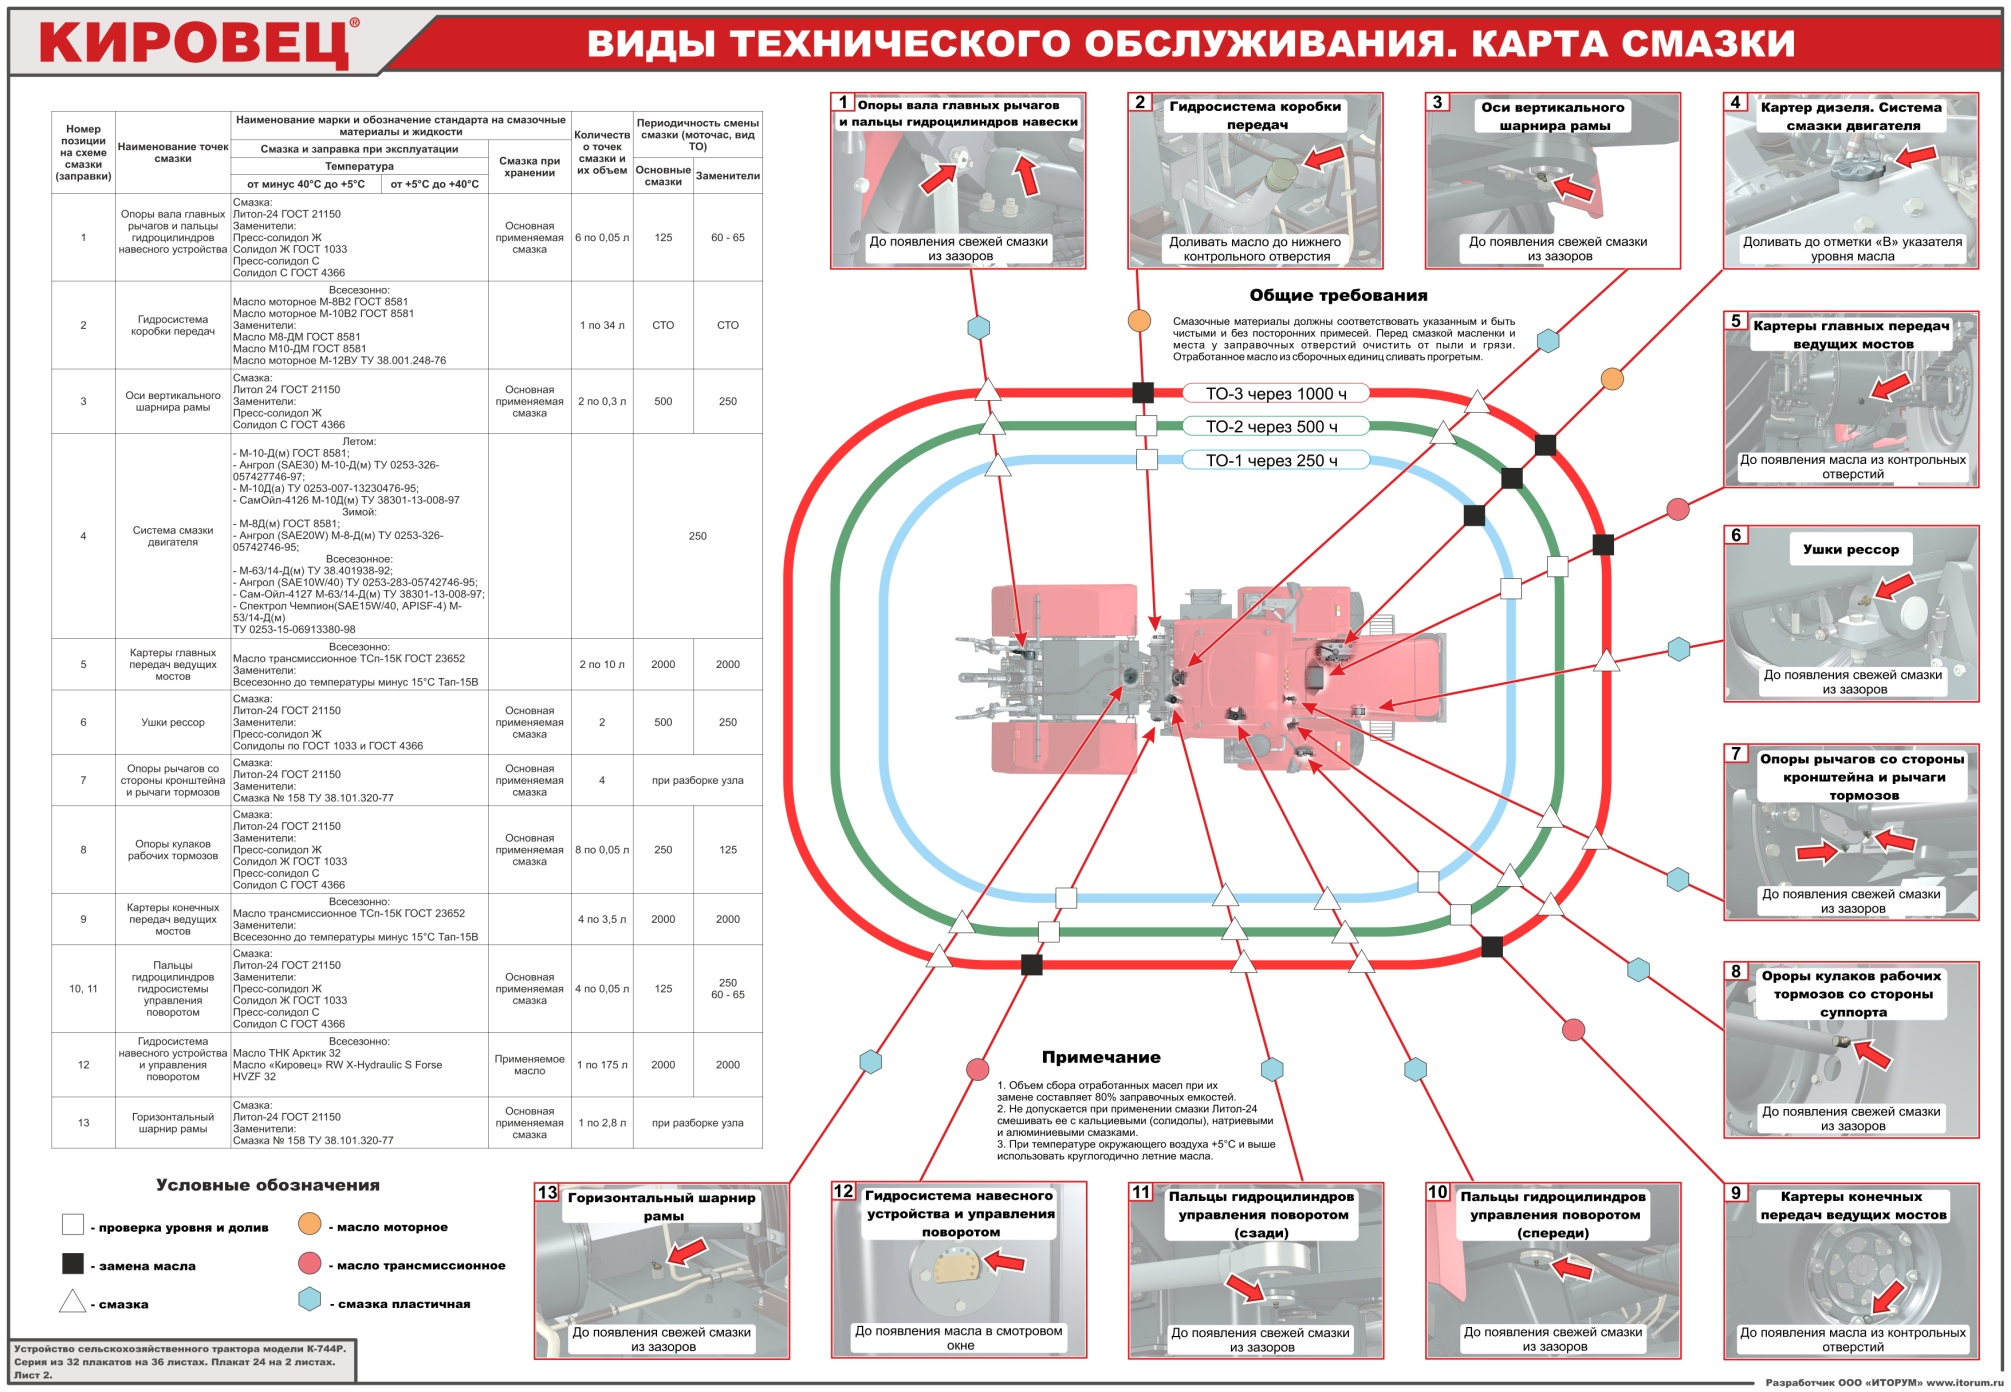 КИРОВЕЦ®
ВИДЫ ТЕХНИЧЕСКОГО ОБСЛУЖИВАНИЯ. КАРТА СМАЗКИ
Номер
позиции
на схеме
смазки
(заправки)
Наименование точек
смазки
Наименование марки и обозначение стандарта на смазочные
материалы и жидкости
Смазка и заправка при эксплуатации
Температура
от минус 40°С до +5°С
от +5°С до +40°С
Смазка при
хранении
Количеств
о точек
смазки и
их объем
Периодичность смены
смазки (моточас, вид
ТО)
Основные
смазки
Заменители
1
Опоры вала главных
рычагов и пальцы
гидроцилиндров
навесного устройства
Смазка:
Литол-24 ГОСТ 21150
Заменители:
Пресс-солидол Ж
Солидол Ж ГОСТ 1033
Пресс-солидол С
Солидол С ГОСТ 4366
Основная
применяемая
смазка
6 по 0,05 л
125
60 - 65
2
Гидросистема
коробки передач
Всесезонно:
Масло моторное М-8В2 ГОСТ 8581
Масло моторное М-10В2 ГОСТ 8581
Заменители:
Масло М8-ДМ ГОСТ 8581
Масло М10-ДМ ГОСТ 8581
Масло моторное М-12ВУ ТУ 38.001.248-76
1 по 34 л
СТО
СТО
3
Оси вертикального
шарнира рамы
Смазка:
Литол 24 ГОСТ 21150
Заменители:
Пресс-солидол Ж
Солидол С ГОСТ 4366
Основная
применяемая
смазка
2 по 0,3 л
500
250
4
Система смазки
двигателя
Летом:
- М-10-Д(м) ГОСТ 8581;
- Ангрол (SAE30) М-10-Д(м) ТУ 0253-326-
057427746-97;
- М-10Д(а) ТУ 0253-007-13230476-95;
- СамОйл-4126 М-10Д(м) ТУ 38301-13-008-97
Зимой:
- М-8Д(м) ГОСТ 8581;
- Ангрол (SAE20W) М-8-Д(м) ТУ 0253-326-
05742746-95;
Всесезонное:
- М-63/14-Д(м) ТУ 38.401938-92;
- Ангрол (SAE10W/40) ТУ 0253-283-05742746-95;
- Сам-Ойл-4127 М-63/14-Д(м) ТУ 38301-13-008-97;
- Спектрол Чемпион(SAE15W/40, APISF-4) М-
53/14-Д(м)
ТУ 0253-15-06913380-98
250
5
Картеры главных
передач ведущих
мостов
Всесезонно:
Масло трансмиссионное ТСп-15К ГОСТ 23652
Заменители:
Всесезонно до температуры минус 15°С Тап-15В
2 по 10 л
2000
2000
6
Ушки рессор
Смазка:
Литол-24 ГОСТ 21150
Заменители:
Пресс-солидол Ж
Солидолы по ГОСТ 1033 и ГОСТ 4366
Основная
применяемая
смазка
2
500
250
7
Опоры рычагов со
стороны кронштейна
и рычаги тормозов
Смазка:
Литол-24 ГОСТ 21150
Заменители:
Смазка № 158 ТУ 38.101.320-77
Основная
применяемая
смазка
4
при разборке узла
8
Опоры кулаков
рабочих тормозов
Смазка:
Литол-24 ГОСТ 21150
Заменители:
Пресс-солидол Ж
Солидол Ж ГОСТ 1033
Пресс-солидол С
Солидол С ГОСТ 4366
Основная
применяемая
смазка
8 по 0,05 л
250
125
9
Картеры конечных
передач ведущих
мостов
Всесезонно:
Масло трансмиссионное ТСп-15К ГОСТ 23652
Заменители:
Всесезонно до температуры минус 15°С Тап-15В
4 по 3,5 л
2000
2000
10, 11
Пальцы
гидроцилиндров
гидросистемы
управления
поворотом
Смазка:
Литол-24 ГОСТ 21150
Заменители:
Пресс-солидол Ж
Солидол Ж ГОСТ 1033
Пресс-солидол С
Солидол С ГОСТ 4366
Основная
применяемая
смазка
4 по 0,05 л
125
250
60 - 65
12
Гидросистема
навесного устройства
и управления
поворотом
Всесезонно:
Масло ТНК Арктик 32
Масло «Кировец» RW X-Hydraulic S Forse
HVZF 32
Применяемое
масло
1 по 175 л
2000
2000
13
Горизонтальный
шарнир рамы
Смазка:
Литол-24 ГОСТ 21150
Заменители:
Смазка № 158 ТУ 38.101.320-77
Основная
применяемая
смазка
1 по 2,8 л
при разборке узла
Условные обозначения
- проверка уровня и долив
- замена масла
- смазка
- масло моторное
- масло трансмиссионное
- смазка пластичная
1
Опоры вала главных рычагов
и пальцы гидроцилиндров навески
До появления свежей смазки
из зазоров
2
Гидросистема коробки
передач
Доливать масло до нижнего
контрольного отверстия
3
Оси вертикального
шарнира рамы
До появления свежей смазки
из зазоров
4
Картер дизеля. Система
смазки двигателя
Доливать до отметки «В» указателя
уровня масла
Общие требования
Смазочные материалы должны соответствовать указанным и быть
чистыми и без посторонних примесей. Перед смазкой масленки и
места у заправочных отверстий очистить от пыли и грязи.
Отработанное масло из сборочных единиц сливать прогретым.
ТО-3 через 1000 ч
ТО-2 через 500 ч
ТО-1 через 250 ч
5
Картеры главных передач
ведущих мостов
До появления масла из контрольных
отверстий
6
Ушки рессор
До появления свежей смазки
из зазоров
7
Опоры рычагов со стороны
кронштейна и рычаги
тормозов
До появления свежей смазки
из зазоров
8
Ороры кулаков рабочих
тормозов со стороны
суппорта
До появления свежей смазки
из зазоров
Примечание
1. Объем сбора отработанных масел при их
замене составляет 80% заправочных емкостей.
2. Не допускается при применении смазки Литол-24
смешивать ее с кальциевыми (солидолы), натриевыми
и алюминиевыми смазками.
3. При температуре окружающего воздуха +5°С и выше
использовать круглогодично летние масла.
13
Горизонтальный шарнир
рамы
До появления свежей смазки
из зазоров
12
Гидросистема навесного
устройства и управления
поворотом
До появления масла в смотровом
окне
11
Пальцы гидроцилиндров
управления поворотом
(сзади)
До появления свежей смазки
из зазоров
10
Пальцы гидроцилиндров
управления поворотом
(спереди)
До появления свежей смазки
из зазоров
9
Картеры конечных
передач ведущих мостов
До появления масла из контрольных
отверстий
Устройство сельскохозяйственного трактора модели К-744Р.
Серия из 32 плакатов на 36 листах. Плакат 24 на 2 листах.
Лист 2.
Разработчик ООО «ИТОРУМ» www.itorum.ru